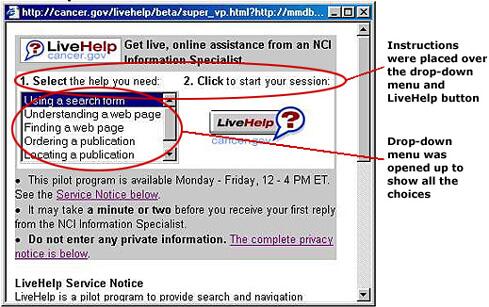 http://cancer.gov/livehelp/beta/super_vp.html?http://mmdb...
LiveHelp
cancer.gov
Get live, online assistance from an NCI
Information Specialist
1. Select the help you need: 2. Click to start your session:
Using a search form
Understanding a web page
Finding a web page
Ordering a publication
Locating a publication
LiveHelp
cancer.gov
• This pilot program is available Monday - Friday, 12 - 4 PM ET.
See the Service Notice below.
• It may take a minute or two before you receive your first reply
from the NCI Information Specialist.
• Do not enter any private information. The complete privacy
notice is below.
LiveHelp Service Notice
LiveHelp is a pilot program to provide search and navigation
Instructions
were placed over
the drop-down
menu and
LiveHelp button
Drop-down
menu was
opened up to
show all the
choices